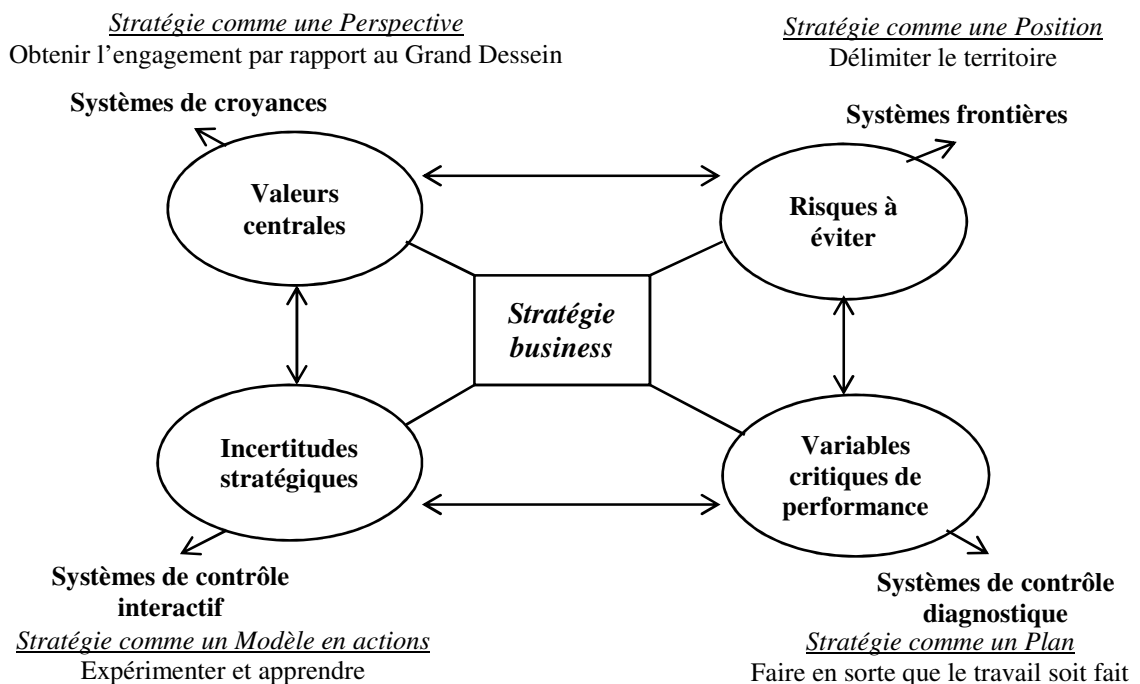 Stratégie comme une Perspective
Obtenir l’engagement par rapport au Grand Dessein
Stratégie comme une Position
Délimiter le territoire
Systèmes de croyances
Systèmes frontières
Valeurs
centrales
Risques à
éviter
Stratégie
business
Incertitudes
stratégiques
Variables
critiques de
performance
Systèmes de contrôle
interactif
Stratégie comme un Modèle en actions
Expérimenter et apprendre
Systèmes de contrôle
diagnostique
Stratégie comme un Plan
Faire en sorte que le travail soit fait